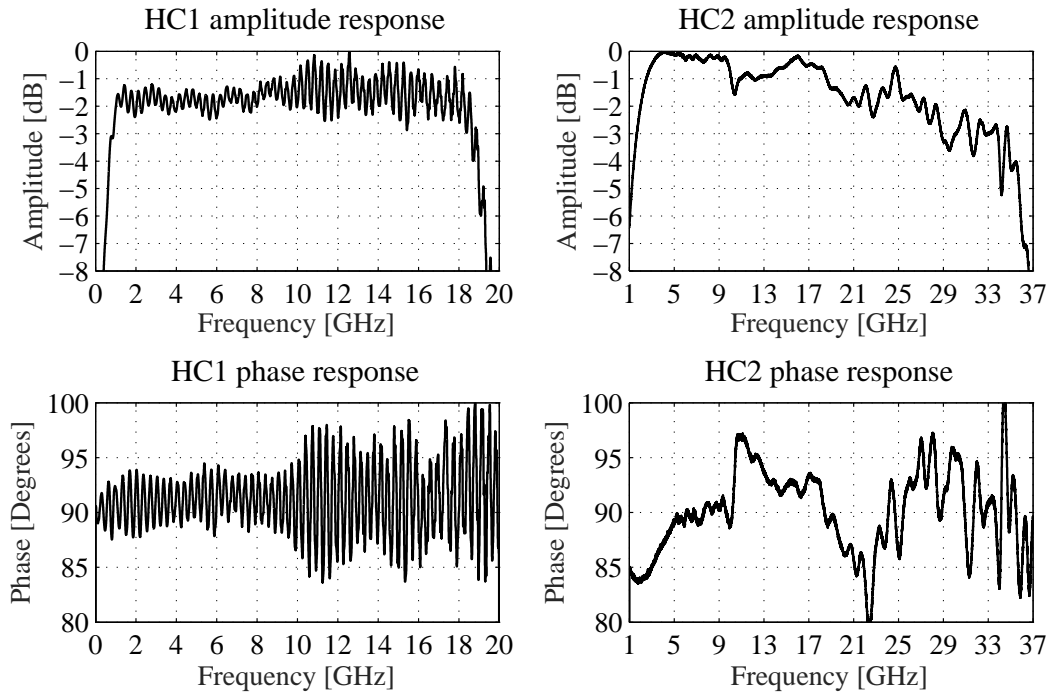 HC1 amplitude response
0
−1
−2
−3
−4
−5
−6
−7
−8
Amplitude [dB]
0 2 4 6 8 10 12 14 16 18 20
Frequency [GHz]
HC2 amplitude response
0
−1
−2
−3
−4
−5
−6
−7
−8
Amplitude [dB]
1 5 9 13 17 21 25 29 33 37
Frequency [GHz]
HC1 phase response
100
95
90
85
80
Phase [Degrees]
0 2 4 6 8 10 12 14 16 18 20
Frequency [GHz]
HC2 phase response
100
95
90
85
80
Phase [Degrees]
1 5 9 13 17 21 25 29 33 37
Frequency [GHz]